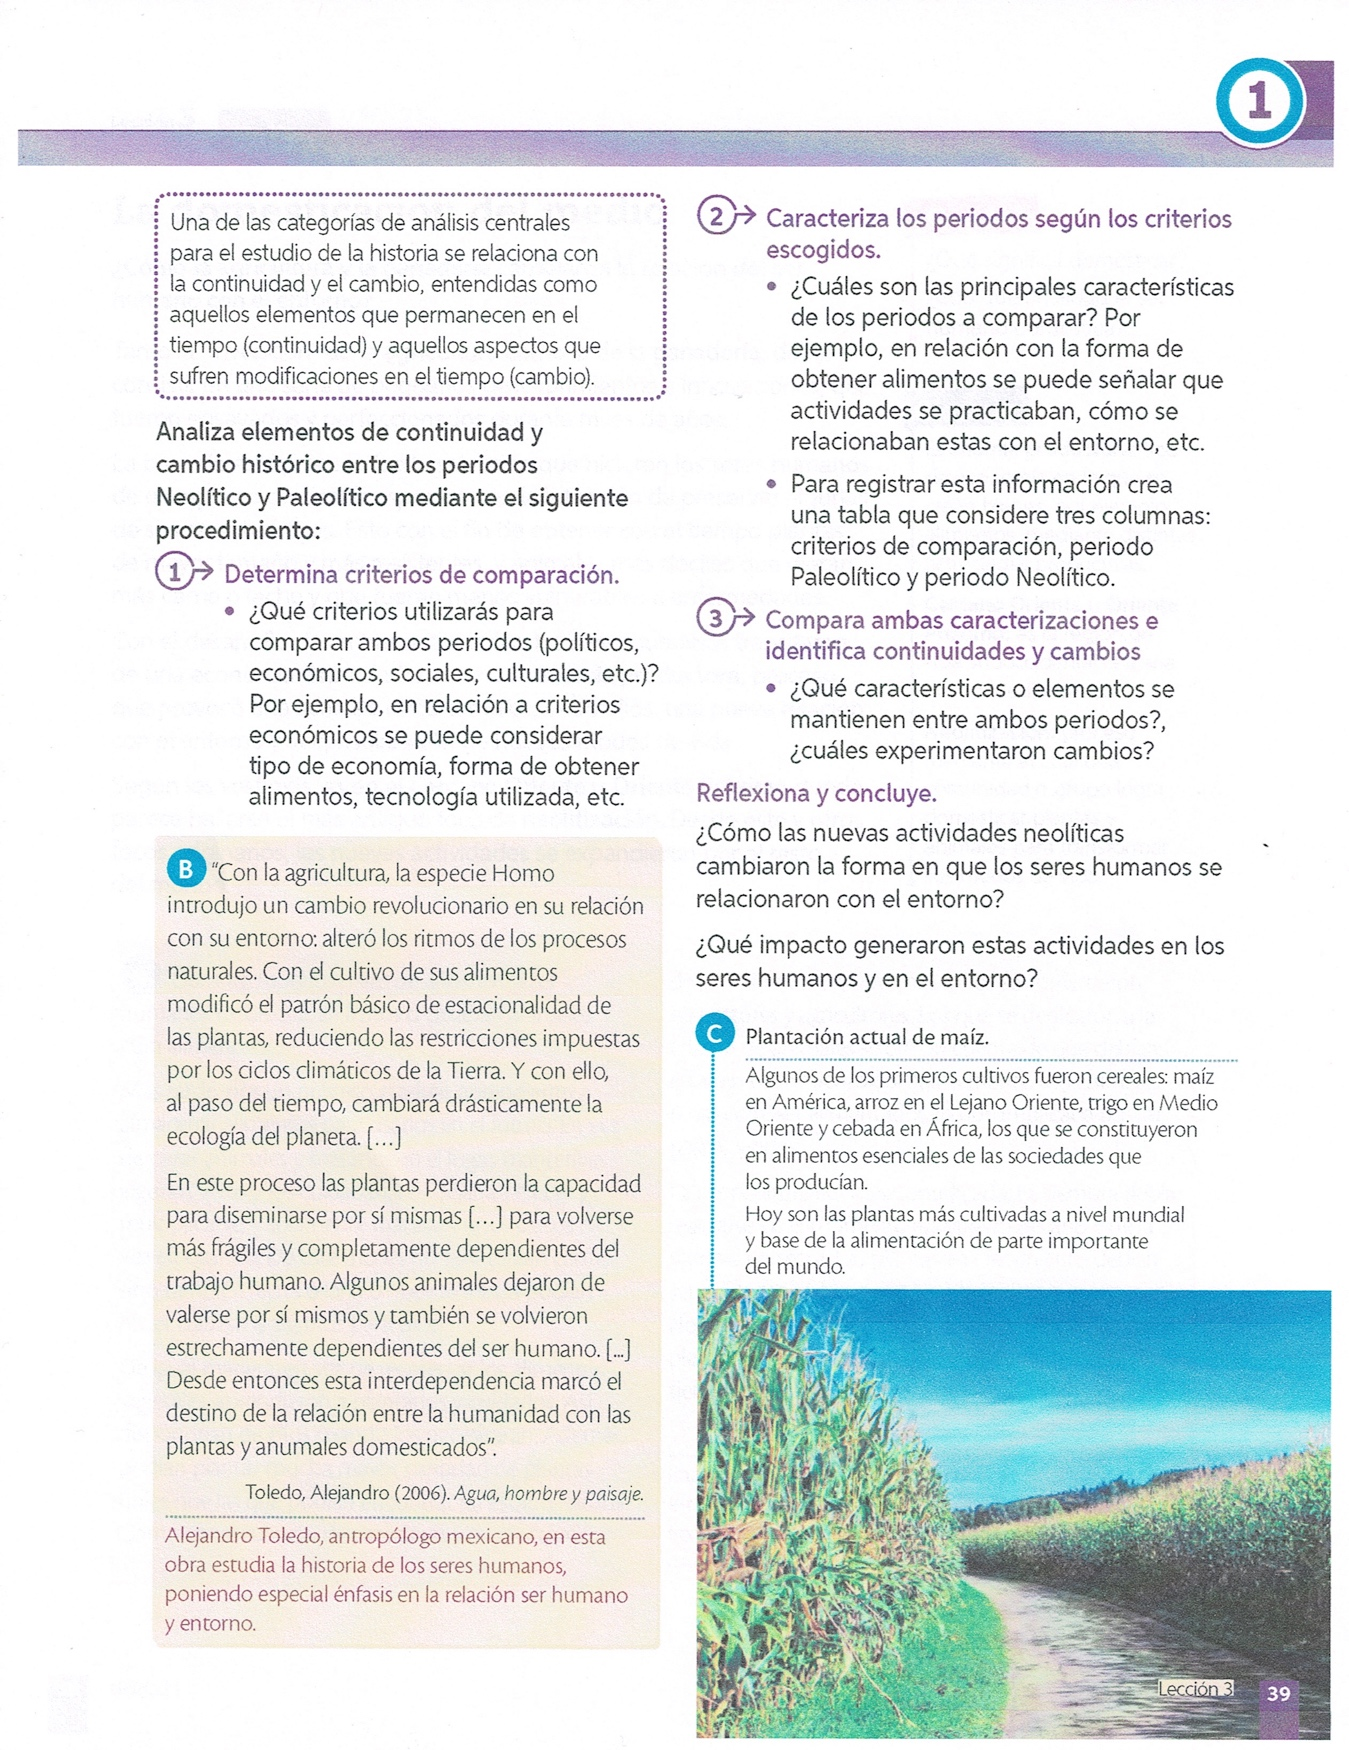 1
Una de las categorías de análisis centrales
para el estudio de la historia se relaciona con
la continuidad y el cambio, entendidas como
aquellos elementos que permanecen en el
tiempo (continuidad) y aquellos aspectos que
sufren modificaciones en el tiempo (cambio).
Analiza elementos de continuidad y
cambio histórico entre los periodos
Neolítico y Paleolítico mediante el siguiente
procedimiento:
1 Determina criterios de comparación.
• ¿Qué criterios utilizarás para
comparar ambos periodos (políticos,
económicos, sociales, culturales, etc.)?
Por ejemplo, en relación a criterios
económicos se puede considerar
tipo de economía, forma de obtener
alimentos, tecnología utilizada, etc.
B "Con la agricultura, la especie Homo
introdujo un cambio revolucionario en su relación
con su entorno: alteró los ritmos de los procesos
naturales. Con el cultivo de sus alimentos
modificó el patrón básico de estacionalidad de
las plantas, reduciendo las restricciones impuestas
por los ciclos climáticos de la Tierra. Y con ello,
al paso del tiempo, cambiará drásticamente la
ecología del planeta. [...]
En este proceso las plantas perdieron la capacidad
para diseminarse por sí mismas [...] para volverse
más frágiles y completamente dependientes del
trabajo humano. Algunos animales dejaron de
valerse por sí mismos y también se volvieron
estrechamente dependientes del ser humano. [...]
Desde entonces esta interdependencia marcó el
destino de la relación entre la humanidad con las
plantas y anumales domesticados".
Toledo, Alejandro (2006). Agua, hombre y paisaje.
Alejandro Toledo, antropólogo mexicano, en esta
obra estudia la historia de los seres humanos,
poniendo especial énfasis en la relación ser humano
y entorno.
2 Caracteriza los periodos según los criterios
escogidos.
• ¿Cuáles son las principales características
de los periodos a comparar? Por
ejemplo, en relación con la forma de
obtener alimentos se puede señalar que
actividades se practicaban, cómo se
relacionaban estas con el entorno, etc.
• Para registrar esta información crea
una tabla que considere tres columnas:
criterios de comparación, periodo
Paleolítico y periodo Neolítico.
3 Compara ambas caracterizaciones e
identifica continuidades y cambios
• ¿Qué características o elementos se
mantienen entre ambos periodos?,
¿cuáles experimentaron cambios?
Reflexiona y concluye.
¿Cómo las nuevas actividades neolíticas
cambiaron la forma en que los seres humanos se
relacionaron con el entorno?
¿Qué impacto generaron estas actividades en los
seres humanos y en el entorno?
C Plantación actual de maíz.
Algunos de los primeros cultivos fueron cereales: maíz
en América, arroz en el Lejano Oriente, trigo en Medio
Oriente y cebada en África, los que se constituyeron
en alimentos esenciales de las sociedades que
los producían.
Hoy son las plantas más cultivadas a nivel mundial
y base de la alimentación de parte importante
del mundo.
Lección 3 39